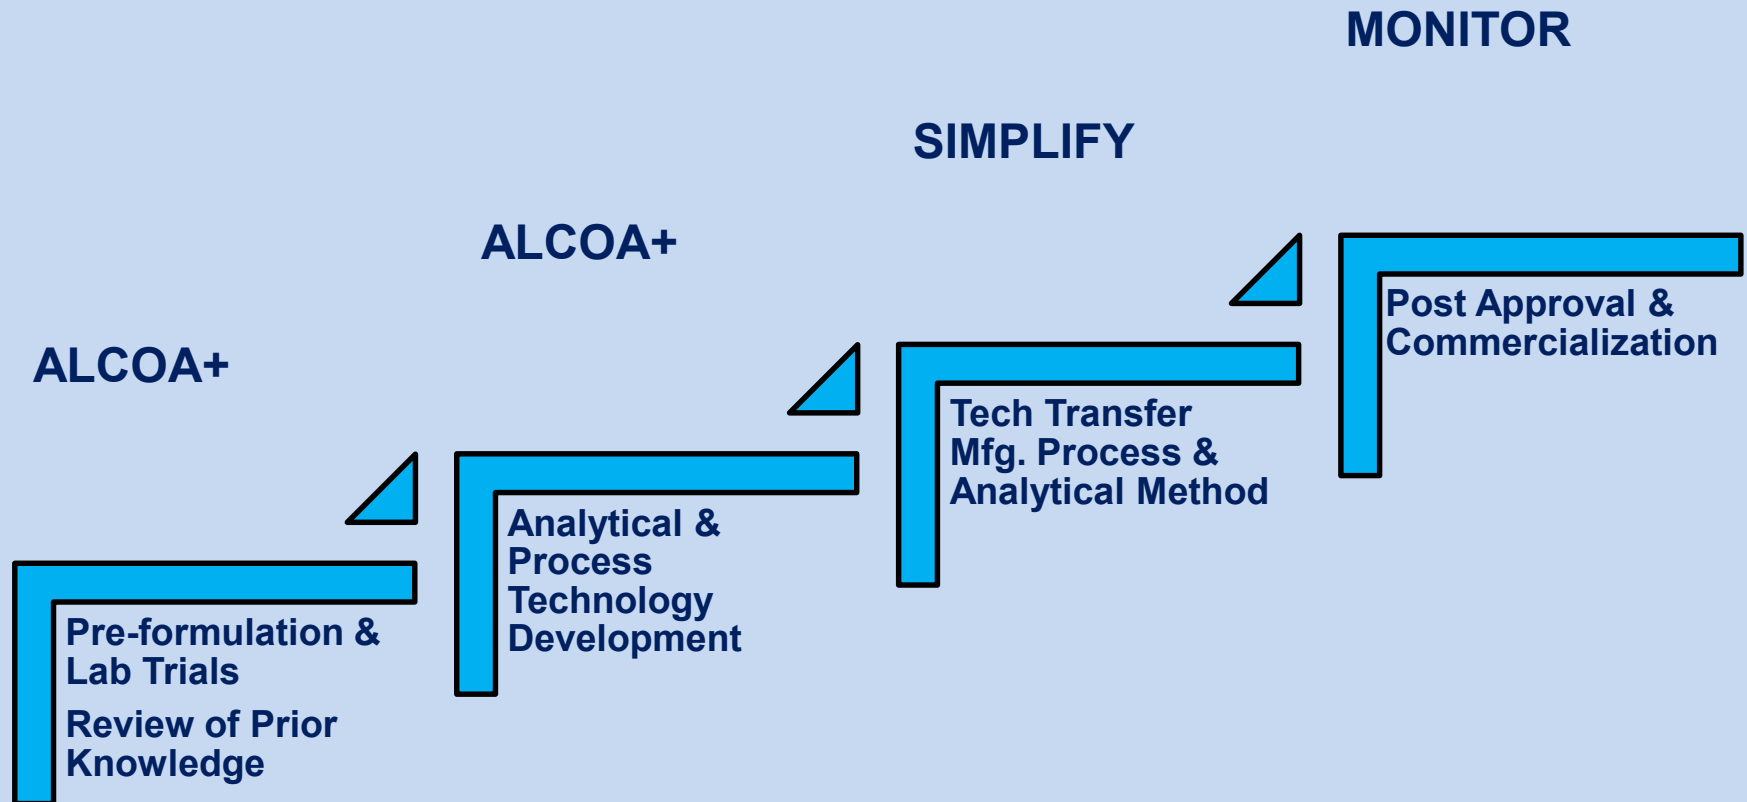 MONITOR
SIMPLIFY
ALCOA+
ALCOA+
Post Approval &
Commercialization
Tech Transfer
Mfg. Process &
Analytical Method
Analytical &
Process
Technology
Development
Pre-formulation &
Lab Trials
Review of Prior
Knowledge